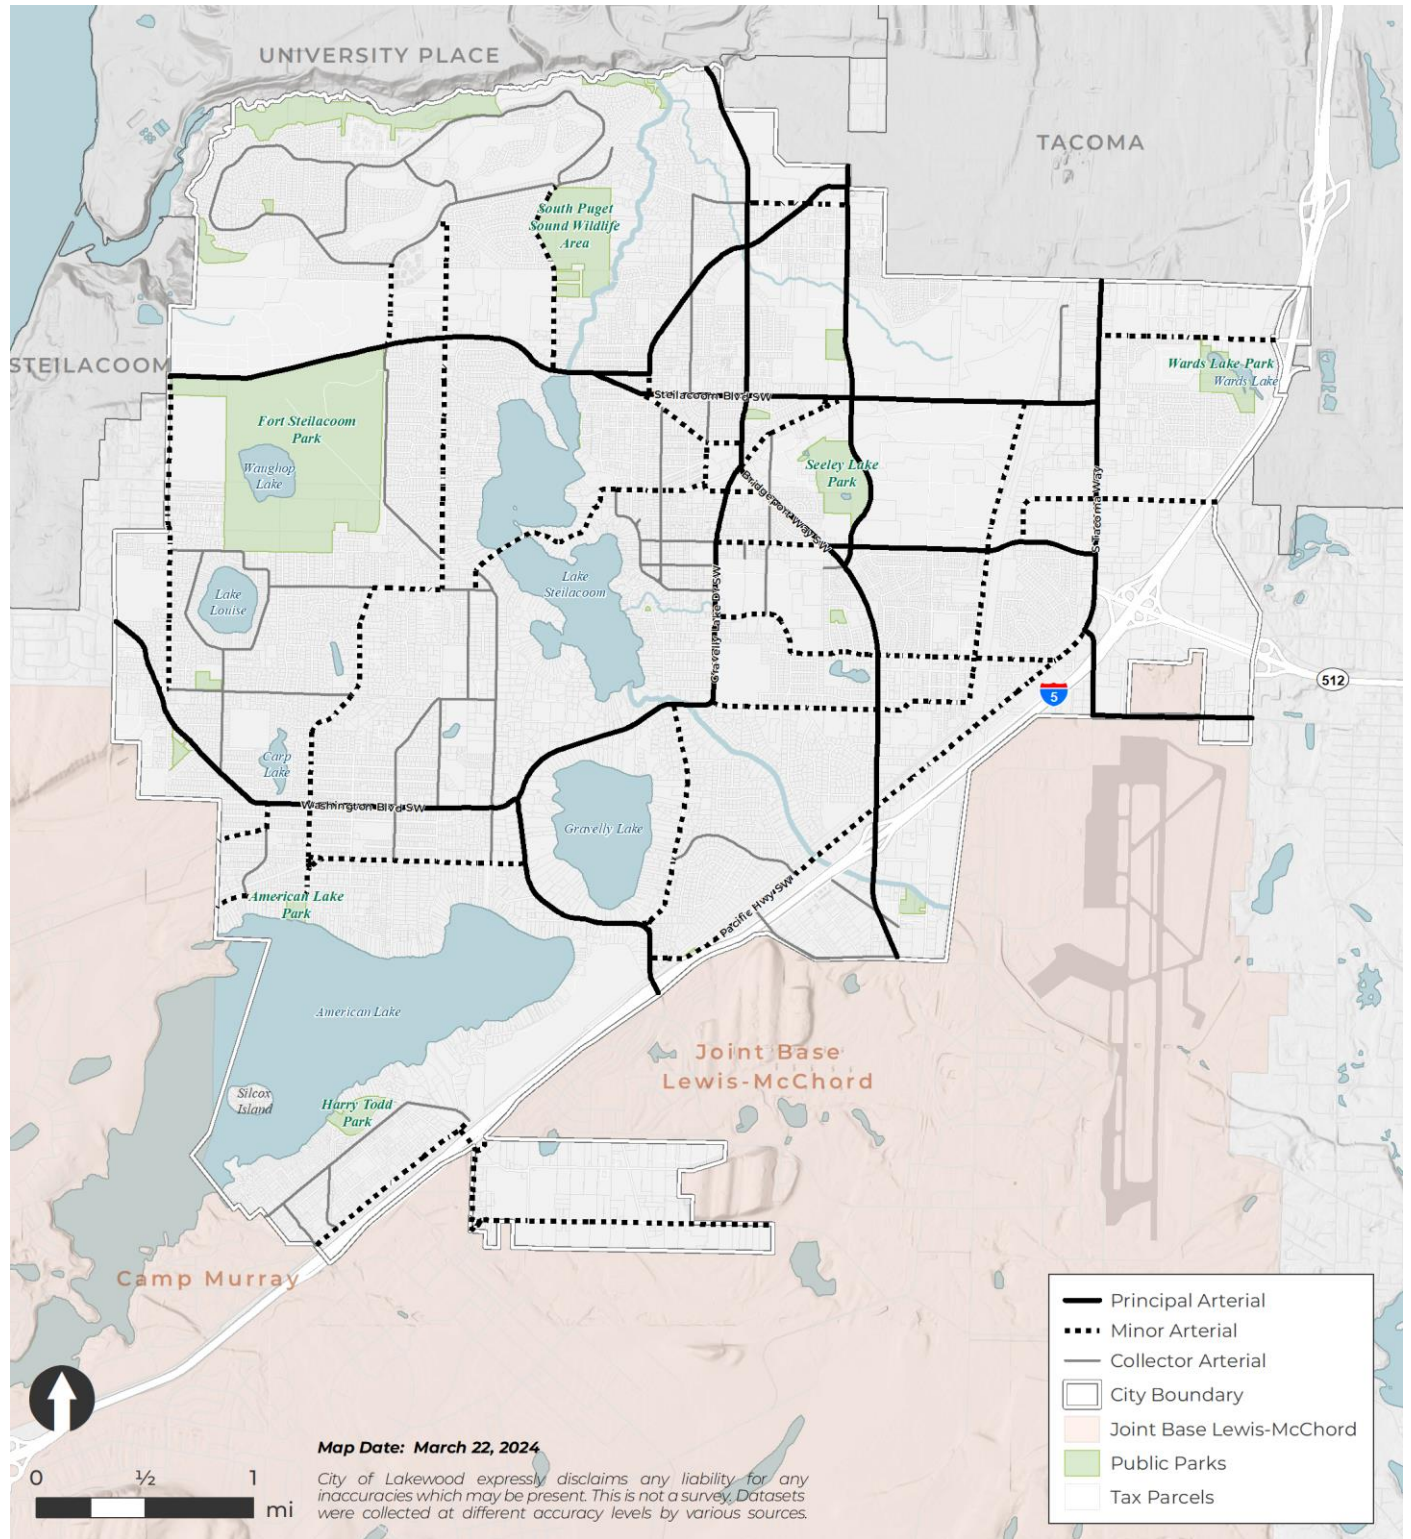 UNIVERSITY PLACE
TACOMA
South Puget
Sound Wildlife
Area
STEILACOOM
Wards Lake Park
Wards Lake
Steilacoom Blvd SW
Fort Steilacoom
Park
Waughop
Lake
Seeley Lake
Park
Bridgeport Way SW
S Tacoma Way
Lake
Steilacoom
Lake
Louise
Gravelly Lake Dr SW
512
5
Carp
Lake
Washington Blvd SW
Gravelly Lake
American Lake
Park
Pacific Hwy SW
American Lake
Joint Base
Lewis-McChord
Silcox
Island
Harry Todd
Park
Camp Murray
Principal Arterial
Minor Arterial
Collector Arterial
City Boundary
Joint Base Lewis-McChord
Public Parks
Tax Parcels
Map Date: March 22, 2024
0 ½ 1
mi
City of Lakewood expressly disclaims any liability for any
inaccuracies which may be present. This is not a survey. Datasets
were collected at different accuracy levels by various sources.